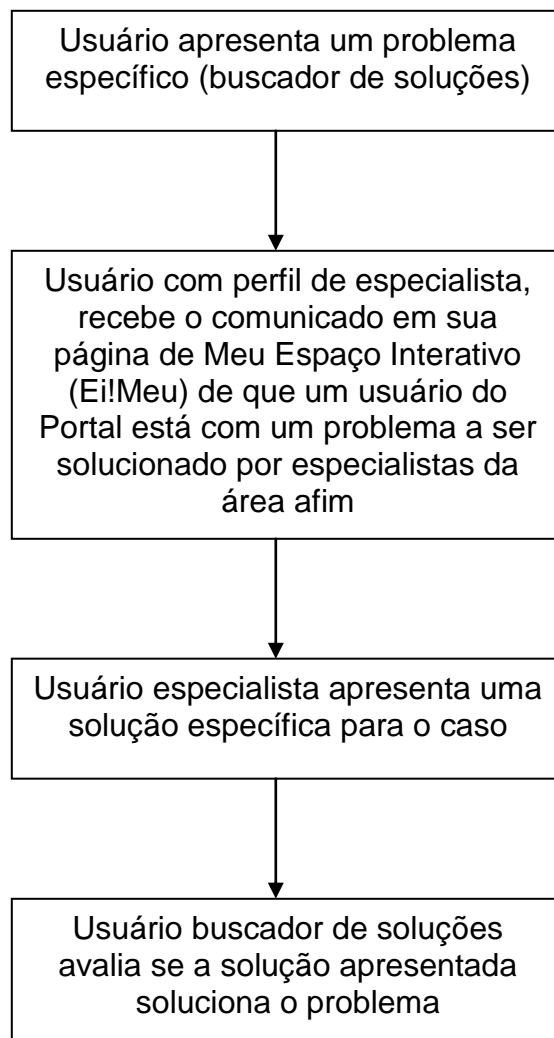 Usuário apresenta um problema
específico (buscador de soluções)
Usuário com perfil de especialista,
recebe o comunicado em sua
página de Meu Espaço Interativo
(Ei!Meu) de que um usuário do
Portal está com um problema a ser
solucionado por especialistas da
área afim
Usuário especialista apresenta uma
solução específica para o caso
Usuário buscador de soluções
avalia se a solução apresentada
soluciona o problema